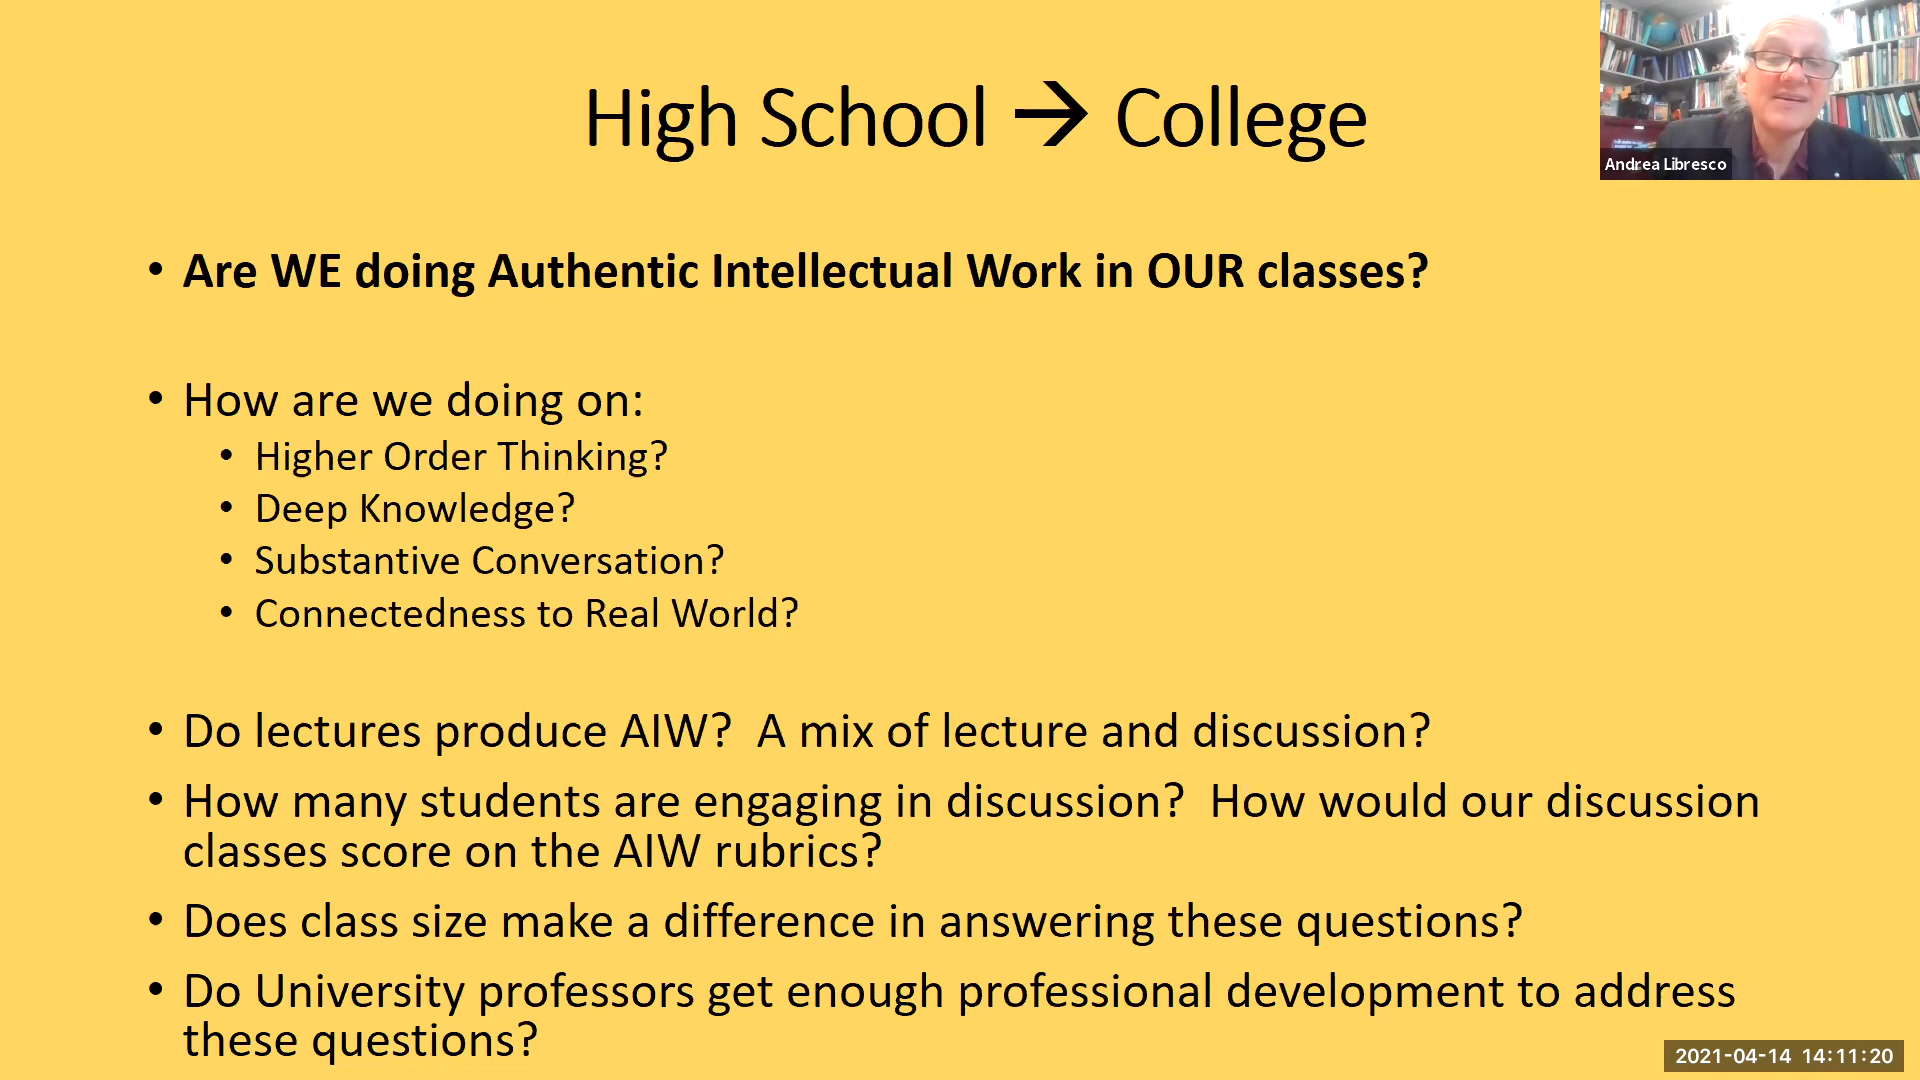 High School → College
Andrea Libresco
• Are WE doing Authentic Intellectual Work in OUR classes?
• How are we doing on:
• Higher Order Thinking?
• Deep Knowledge?
• Substantive Conversation?
• Connectedness to Real World?
• Do lectures produce AIW?  A mix of lecture and discussion?
• How many students are engaging in discussion?  How would our discussion
classes score on the AIW rubrics?
• Does class size make a difference in answering these questions?
• Do University professors get enough professional development to address
these questions?
2021-04-14 14:11:20